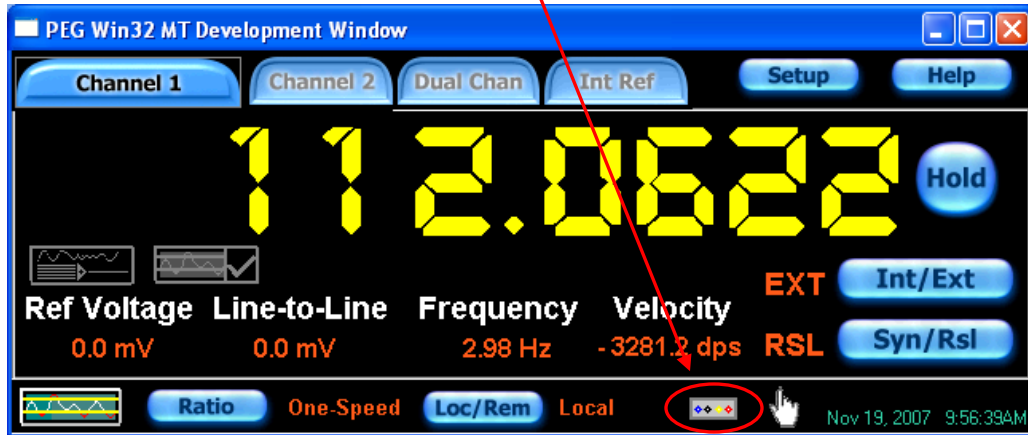 PEG Win32 MT Development Window
Channel 1 Channel 2 Dual Chan Int Ref Setup Help
112.0622 Hold
EXT Int/Ext
Ref Voltage Line-to-Line Frequency Velocity
0.0 mV 0.0 mV 2.98 Hz -3281.2 dps RSL Syn/Rsl
Ratio One-Speed Loc/Rem Local Nov 19, 2007 9:56:39AM